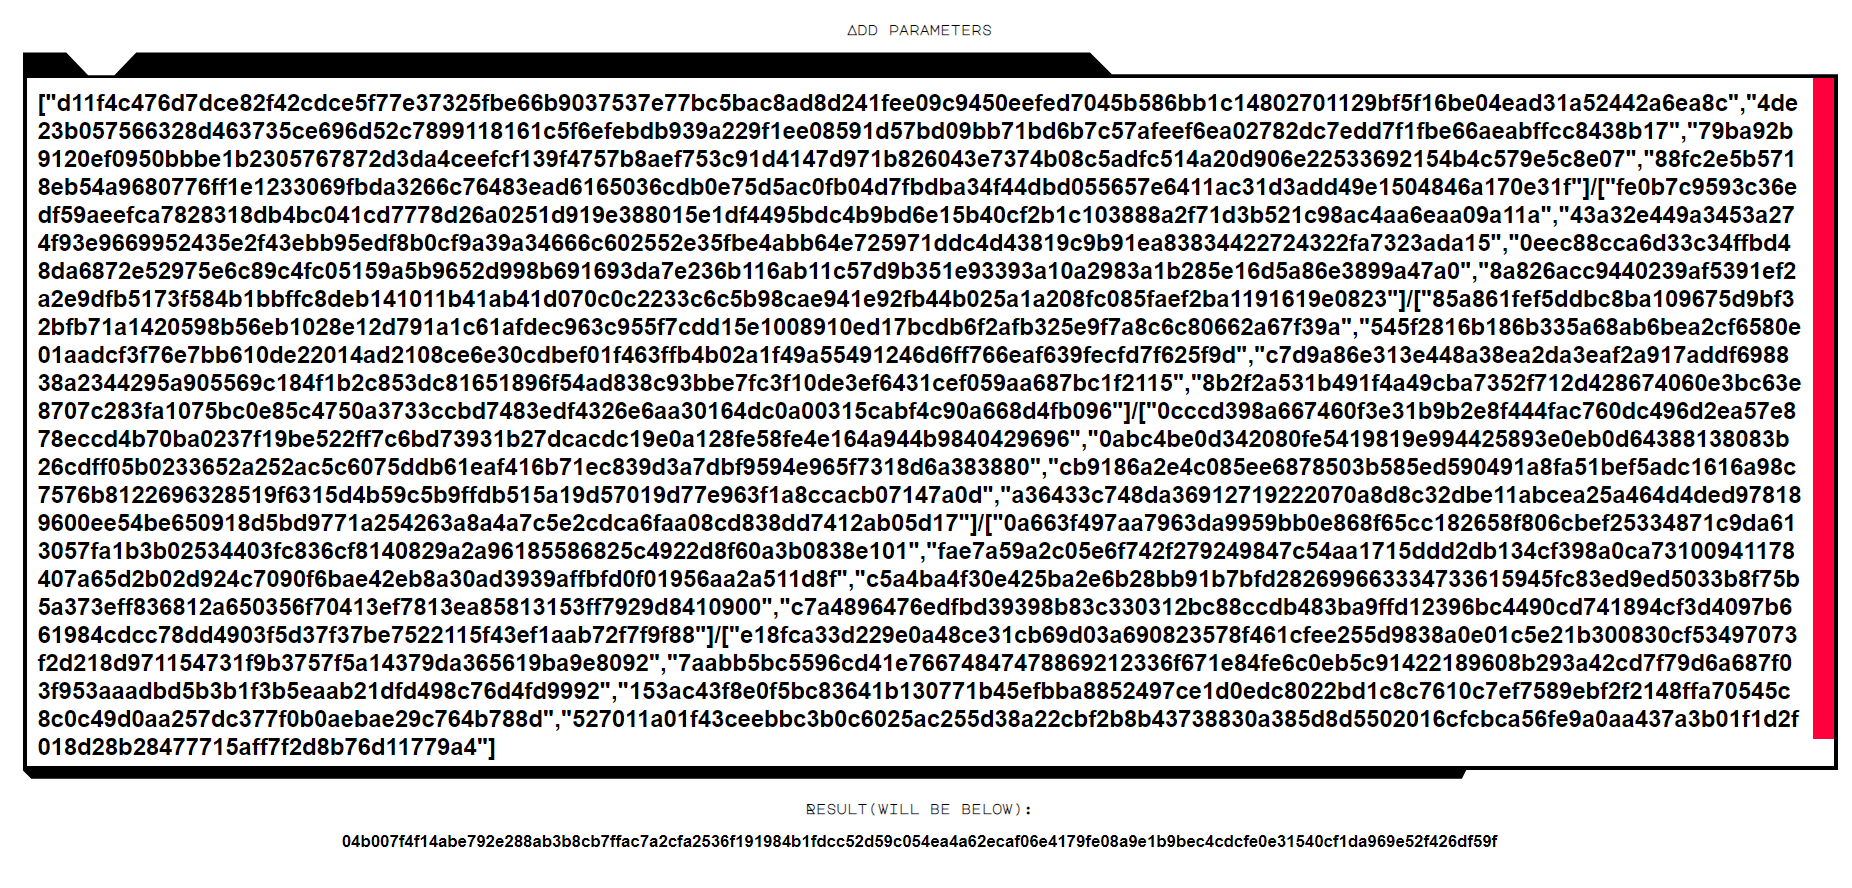 ADD PARAMETERS
["d11f4c476d7dce82f42cdce5f77e37325fbe66b9037537e77bc5bac8ad8d241fee09c9450eefed7045b586bb1c14802701129bf5f16be04ead31a52442a6ea8c","4de
23b057566328d463735ce696d52c7899118161c5f6efebdb939a229f1ee08591d57bd09bb71bd6b7c57afeef6ea02782dc7edd7f1fbe66aeabffcc8438b17","79ba92b
9120ef0950bbbe1b2305767872d3da4ceefcf139f4757b8aef753c91d4147d971b826043e7374b08c5adfc514a20d906e22533692154b4c579e5c8e07","88fc2e5b571
8eb54a9680776ff1e1233069fbda3266c76483ead6165036cdb0e75d5ac0fb04d7fbdba34f44dbd055657e6411ac31d3add49e1504846a170e31f"]/["fe0b7c9593c36e
df59aeefca7828318db4bc041cd7778d26a0251d919e388015e1df4495bdc4b9bd6e15b40cf2b1c103888a2f71d3b521c98ac4aa6eaa09a11a","43a32e449a3453a27
4f93e9669952435e2f43ebb95edf8b0cf9a39a34666c602552e35fbe4abb64e725971ddc4d43819c9b91ea83834422724322fa7323ada15","0eec88cca6d33c34ffbd4
8da6872e52975e6c89c4fc05159a5b9652d998b691693da7e236b116ab11c57d9b351e93393a10a2983a1b285e16d5a86e3899a47a0","8a826acc9440239af5391ef2
a2e9dfb5173f584b1bbffc8deb141011b41ab41d070c0c2233c6c5b98cae941e92fb44b025a1a208fc085faef2ba1191619e0823"]/["85a861fef5ddbc8ba109675d9bf3
2bfb71a1420598b56eb1028e12d791a1c61afdec963c955f7cdd15e1008910ed17bcdb6f2afb325e9f7a8c6c80662a67f39a","545f2816b186b335a68ab6bea2cf6580e
01aadcf3f76e7bb610de22014ad2108ce6e30cdbef01f463ffb4b02a1f49a55491246d6ff766eaf639fecfd7f625f9d","c7d9a86e313e448a38ea2da3eaf2a917addf6988
38a2344295a905569c184f1b2c853dc81651896f54ad838c93bbe7fc3f10de3ef6431cef059aa687bc1f2115","8b2f2a531b491f4a49cba7352f712d428674060e3bc63e
8707c283fa1075bc0e85c4750a3733ccbd7483edf4326e6aa30164dc0a00315cabf4c90a668d4fb096"]/["0cccd398a667460f3e31b9b2e8f444fac760dc496d2ea57e8
78eccd4b70ba0237f19be522ff7c6bd73931b27dcacdc19e0a128fe58fe4e164a944b9840429696","0abc4be0d342080fe5419819e994425893e0eb0d64388138083b
26cdff05b0233652a252ac5c6075ddb61eaf416b71ec839d3a7dbf9594e965f7318d6a383880","cb9186a2e4c085ee6878503b585ed590491a8fa51bef5adc1616a98c
7576b8122696328519f6315d4b59c5b9ffdb515a19d57019d77e963f1a8ccacb07147a0d","a36433c748da36912719222070a8d8c32dbe11abcea25a464d4ded97818
9600ee54be650918d5bd9771a254263a8a4a7c5e2cdca6faa08cd838dd7412ab05d17"]/["0a663f497aa7963da9959bb0e868f65cc182658f806cbef25334871c9da61
3057fa1b3b02534403fc836cf8140829a2a96185586825c4922d8f60a3b0838e101","fae7a59a2c05e6f742f279249847c54aa1715ddd2db134cf398a0ca73100941178
407a65d2b02d924c7090f6bae42eb8a30ad3939affbfd0f01956aa2a511d8f","c5a4ba4f30e425ba2e6b28bb91b7bfd282699663334733615945fc83ed9ed5033b8f75b
5a373eff836812a650356f70413ef7813ea85813153ff7929d8410900","c7a4896476edfbd39398b83c330312bc88ccdb483ba9ffd12396bc4490cd741894cf3d4097b6
61984cdcc78dd4903f5d37f37be7522115f43ef1aab72f7f9f88"]/["e18fca33d229e0a48ce31cb69d03a690823578f461cfee255d9838a0e01c5e21b300830cf53497073
f2d218d971154731f9b3757f5a14379da365619ba9e8092","7aabb5bc5596cd41e76674847478869212336f671e84fe6c0eb5c91422189608b293a42cd7f79d6a687f0
3f953aaadbd5b3b1f3b5eaab21dfd498c76d4fd9992","153ac43f8e0f5bc83641b130771b45efbba8852497ce1d0edc8022bd1c8c7610c7ef7589ebf2f2148ffa70545c
8c0c49d0aa257dc377f0b0aebae29c764b788d","527011a01f43ceebbc3b0c6025ac255d38a22cbf2b8b43738830a385d8d5502016cfcbca56fe9a0aa437a3b01f1d2f
018d28b28477715aff7f2d8b76d11779a4"]
RESULT(WILL BE BELOW):
04b007f4f14abe792e288ab3b8cb7ffac7a2cfa2536f191984b1fdcc52d59c054ea4a62ecaf06e4179fe08a9e1b9bec4cdcfe0e31540cf1da969e52f426df59f